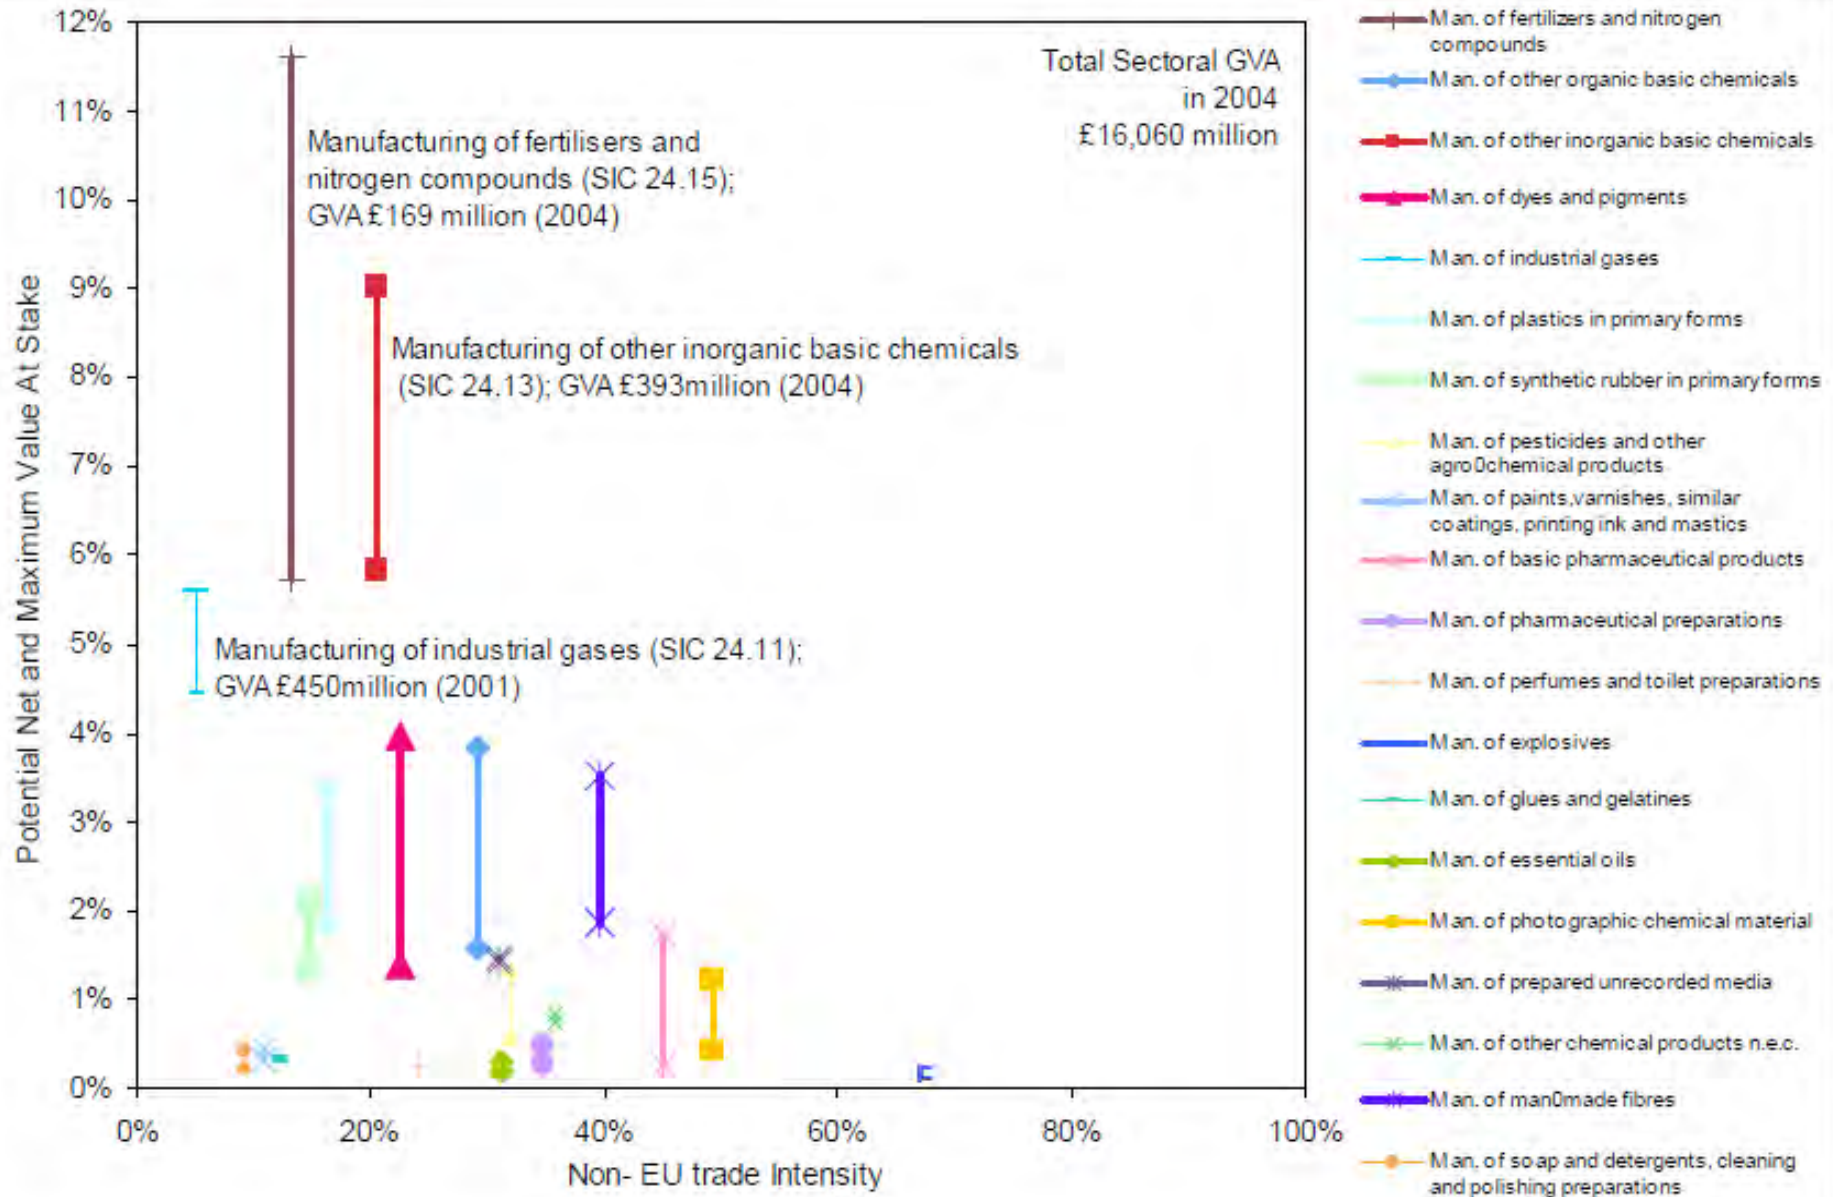 12%
11%
10%
9%
8%
7%
6%
5%
4%
3%
2%
1%
0%
Potential Net and Maximum Value At Stake
Total Sectoral GVA
in 2004
£16,060 million
Manufacturing of fertilisers and
nitrogen compounds (SIC 24.15);
GVA £169 million (2004)
Manufacturing of other inorganic basic chemicals
(SIC 24.13); GVA £393million (2004)
Manufacturing of industrial gases (SIC 24.11);
GVA £450million (2001)
0%
20%
40%
60%
80%
100%
Non- EU trade Intensity
Man. of fertilizers and nitrogen
compounds
Man. of other organic basic chemicals
Man. of other inorganic basic chemicals
Man. of dyes and pigments
Man. of industrial gases
Man. of plastics in primary forms
Man. of synthetic rubber in primary forms
Man. of pesticides and other
agro0chemical products
Man. of paints,varnishes, similar
coatings, printing ink and mastics
Man. of basic pharmaceutical products
Man. of pharmaceutical preparations
Man. of perfumes and toilet preparations
Man. of explosives
Man. of glues and gelatines
Man. of essential oils
Man. of photographic chemical material
Man. of prepared unrecorded media
Man. of other chemical products n.e.c.
Man. of man0made fibres
Man. of soap and detergents, cleaning
and polishing preparations